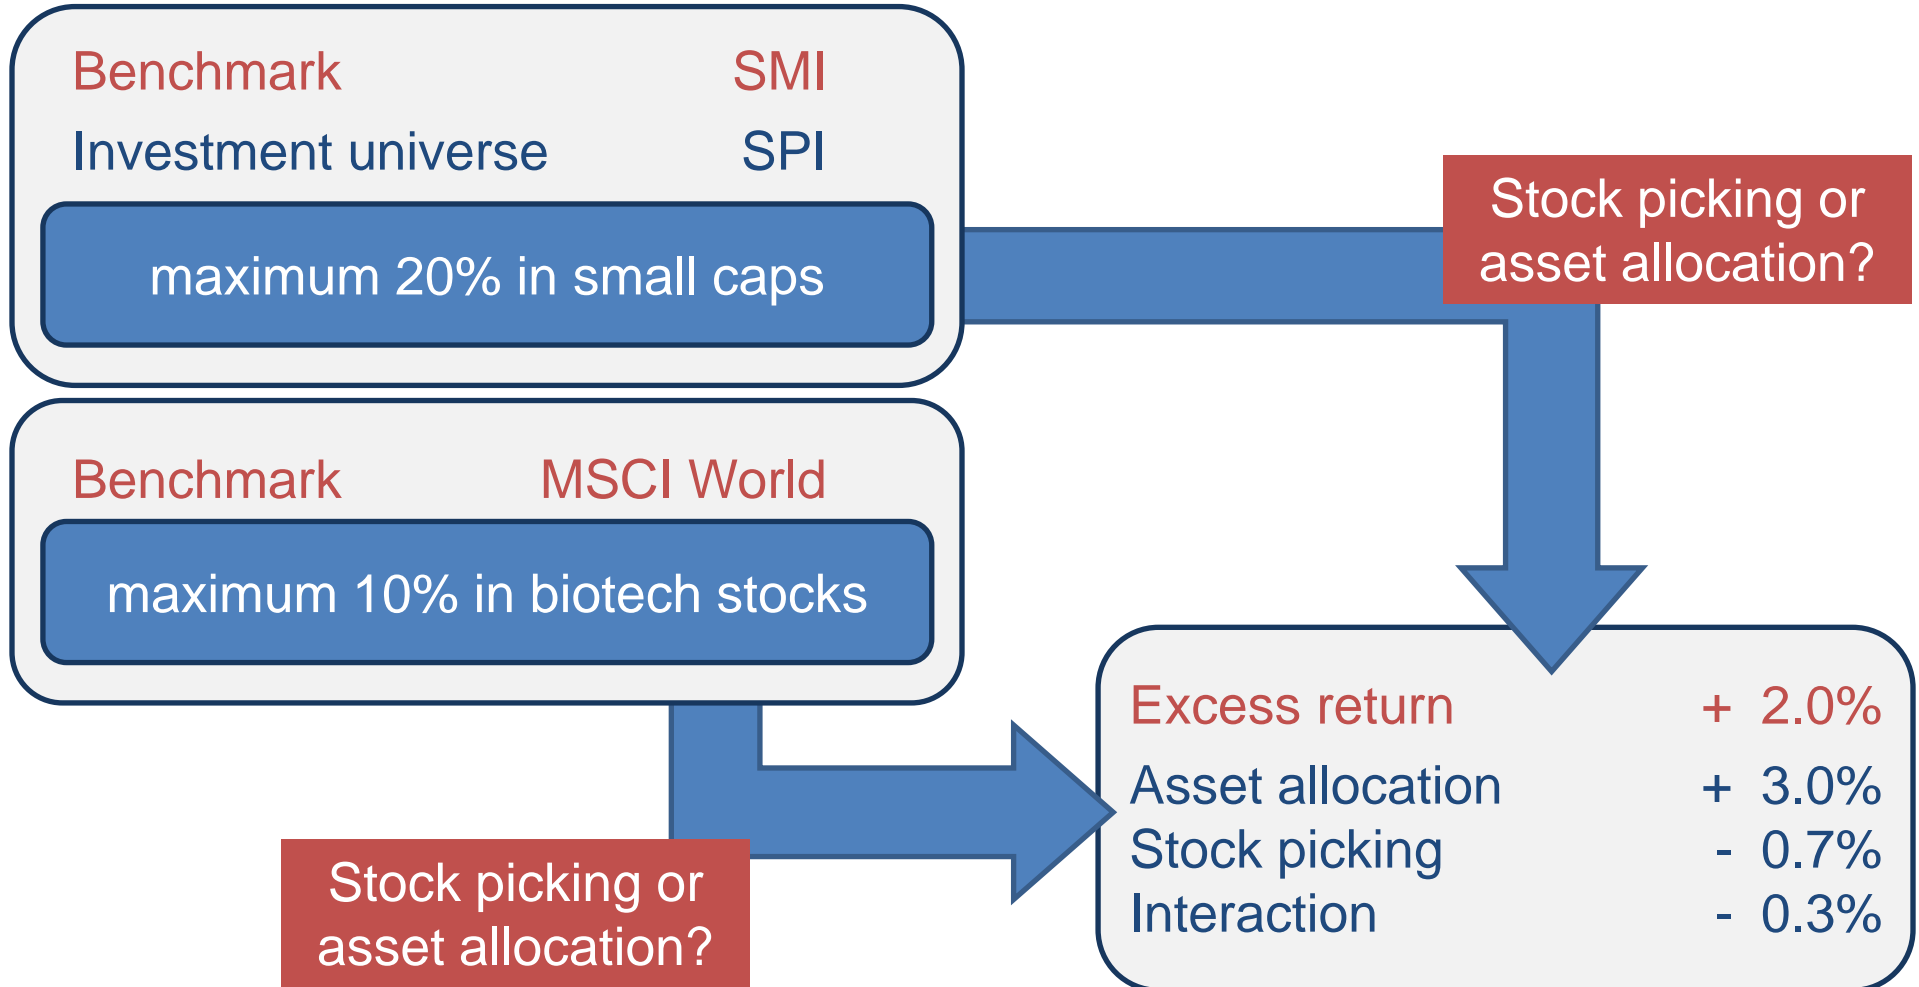 Benchmark SMI
Investment universe SPI
maximum 20% in small caps
Stock picking or
asset allocation?
Benchmark MSCI World
maximum 10% in biotech stocks
Stock picking or
asset allocation?
Excess return + 2.0%
Asset allocation + 3.0%
Stock picking - 0.7%
Interaction - 0.3%